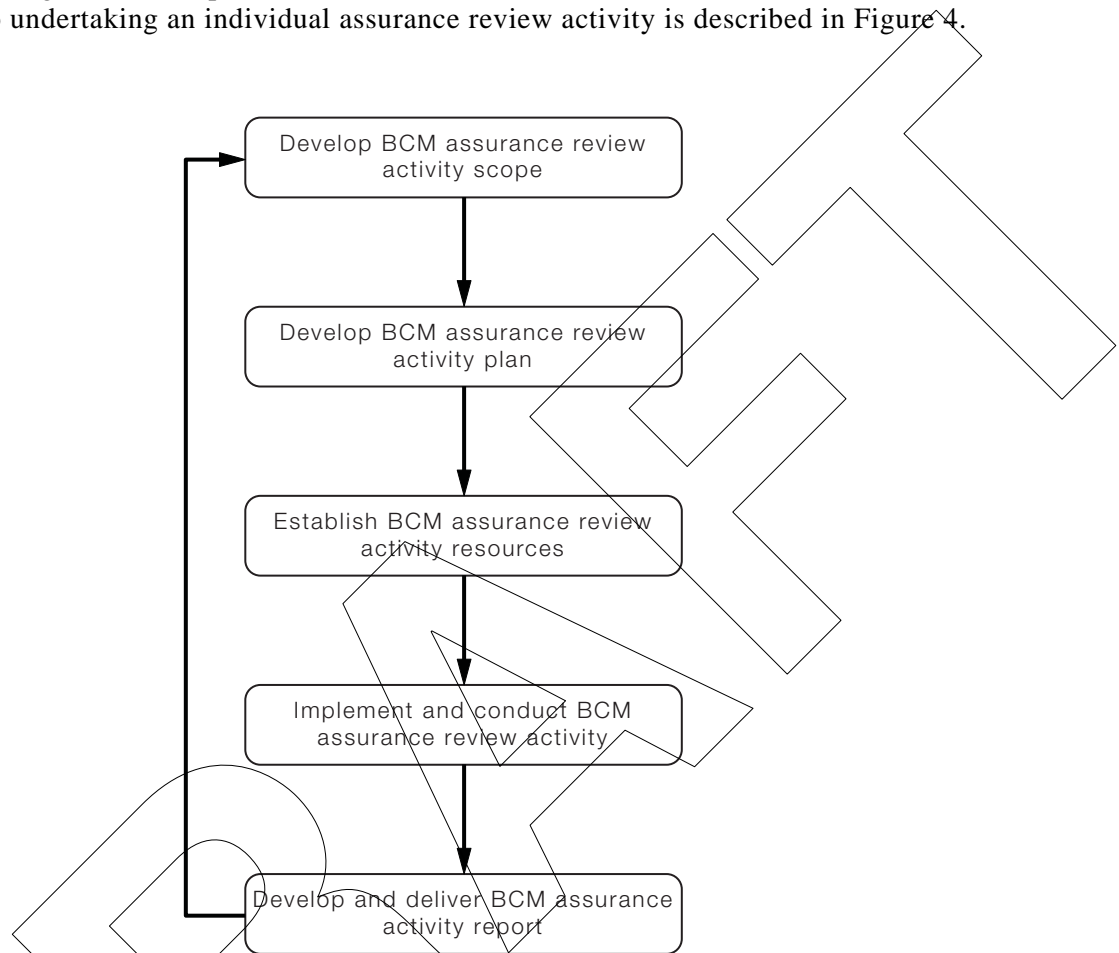 undertaking an individual assurance review activity is described in Figure 4.
Develop BCM assurance review
activity scope
Develop BCM assurance review
activity plan
Establish BCM assurance review
activity resources
Implement and conduct BCM
assurance review activity
Develop and deliver BCM assurance
activity report
DRAFT